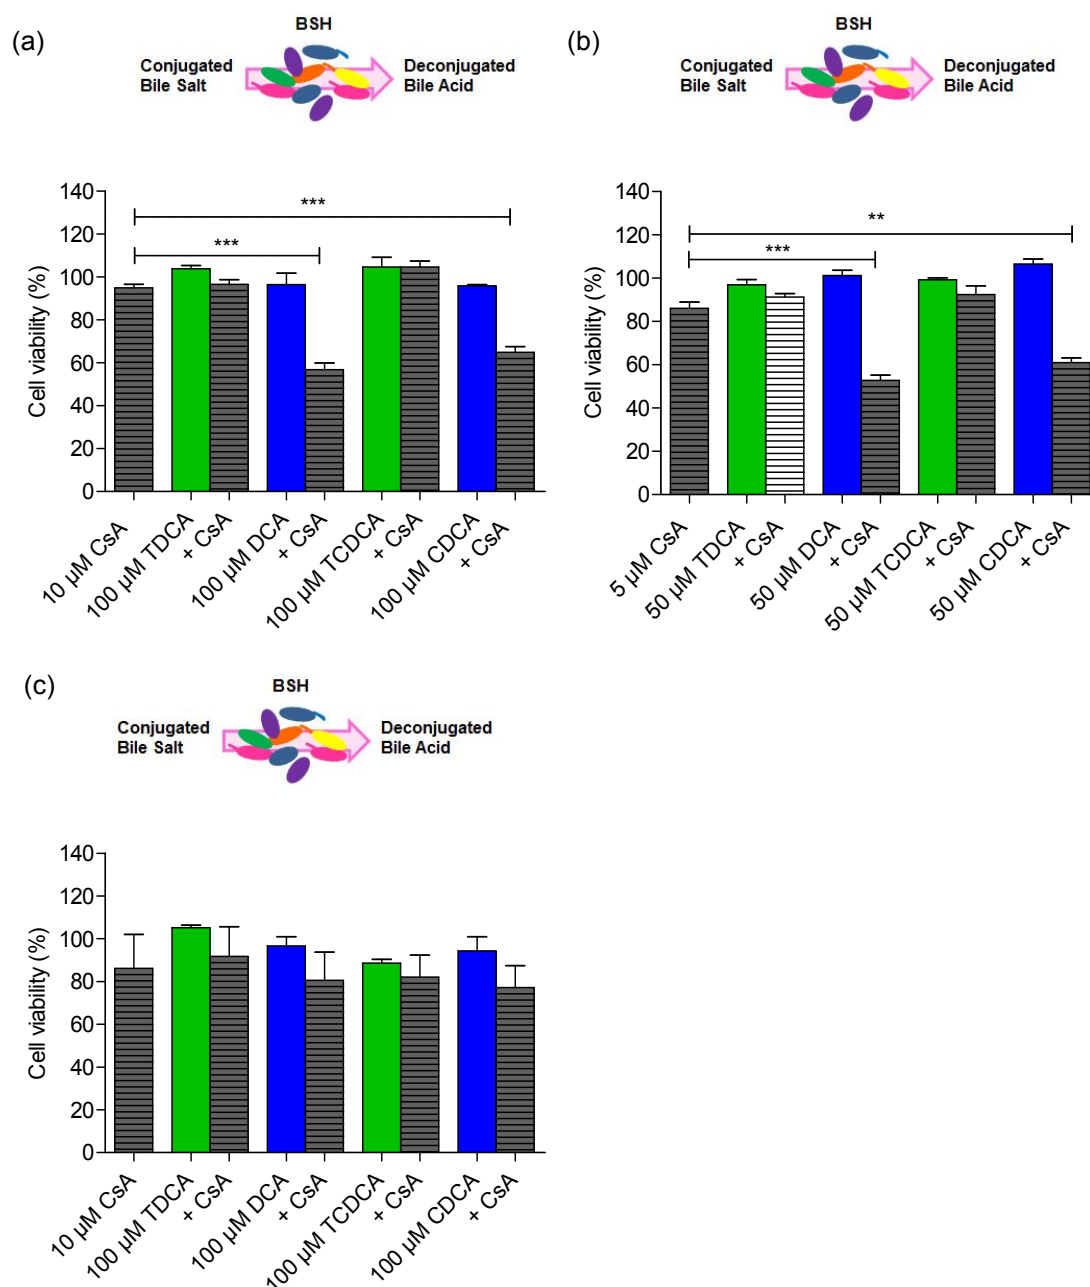 (a)
BSH
Conjugated
Bile Salt
Deconjugated
Bile Acid
Cell viability (%)
140
120
100
80
60
40
20
0
***
***
10 µM CsA
100 µM TDCA
+ CsA
100 µM DCA
+ CsA
100 µM TCDCA
+ CsA
100 µM CDCA
+ CsA
(b)
BSH
Conjugated
Bile Salt
Deconjugated
Bile Acid
Cell viability (%)
140
120
100
80
60
40
20
0
**
***
5 µM CsA
50 µM TDCA
+ CsA
50 µM DCA
+ CsA
50 µM TCDCA
+ CsA
50 µM CDCA
+ CsA
(c)
BSH
Conjugated
Bile Salt
Deconjugated
Bile Acid
Cell viability (%)
140
120
100
80
60
40
20
0
10 µM CsA
100 µM TDCA
+ CsA
100 µM DCA
+ CsA
100 µM TCDCA
+ CsA
100 µM CDCA
+ CsA